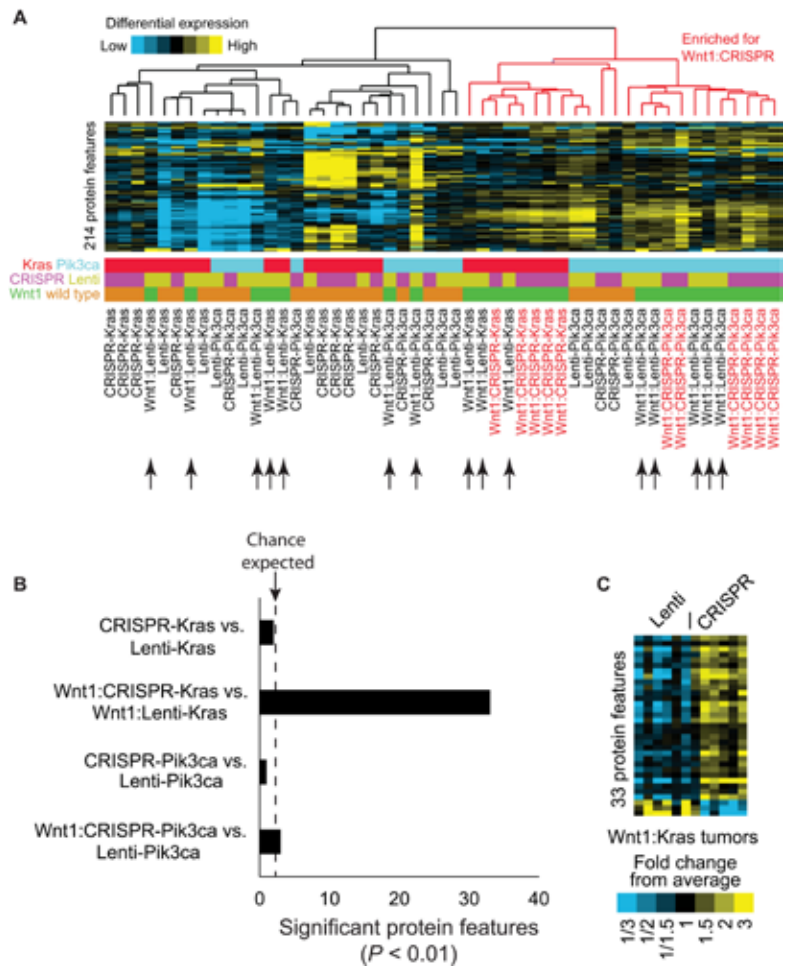 A
Differential expression
Low High
Enriched for
Wnt1:CRISPR
214 protein features
Kras Pik3ca
CRISPR Lenti
Wnt1 wild type
CRISPR-Kras
CRISPR-Kras
CRISPR-Kras
Wnt1:Lenti-Kras
Lenti-Kras
CRISPR-Kras
Wnt1:Lenti-Kras
Lenti-Kras
Lenti-Pik3ca
CRISPR-Pik3ca
Lenti-Pik3ca
Wnt1:Lenti-Pik3ca
Wnt1:Lenti-Kras
Wnt1:Lenti-Kras
CRISPR-Pik3ca
Lenti-Kras
CRISPR-Kras
CRISPR-Kras
CRISPR-Kras
Lenti-Kras
CRISPR-Kras
Wnt1:Lenti-Pik3ca
CRISPR-Pik3ca
Wnt1:Lenti-Pik3ca
CRISPR-Pik3ca
Lenti-Pik3ca
Lenti-Pik3ca
Wnt1:Lenti-Kras
Wnt1:Lenti-Kras
Wnt1:CRISPR-Kras
Wnt1:Lenti-Kras
Wnt1:CRISPR-Kras
Wnt1:CRISPR-Kras
Wnt1:CRISPR-Kras
Wnt1:CRISPR-Kras
Lenti-Pik3ca
Lenti-Pik3ca
CRISPR-Pik3ca
CRISPR-Pik3ca
Lenti-Pik3ca
Wnt1:Lenti-Pik3ca
Wnt1:Lenti-Pik3ca
Wnt1:CRISPR-Pik3ca
Wnt1:CRISPR-Pik3ca
Wnt1:Lenti-Pik3ca
Wnt1:Lenti-Pik3ca
Wnt1:Lenti-Pik3ca
Wnt1:CRISPR-Pik3ca
Wnt1:CRISPR-Pik3ca
Wnt1:CRISPR-Pik3ca
Wnt1:CRISPR-Pik3ca
B
Chance
expected
CRISPR-Kras vs.
Lenti-Kras
Wnt1:CRISPR-Kras vs.
Wnt1:Lenti-Kras
CRISPR-Pik3ca vs.
Lenti-Pik3ca
Wnt1:CRISPR-Pik3ca vs.
Lenti-Pik3ca
0 10 20 30 40
Significant protein features
(P < 0.01)
C
Lenti
CRISPR
33 protein features
Wnt1:Kras tumors
Fold change
from average
1/3
1/2
1/1.5
1
1.5
2
3